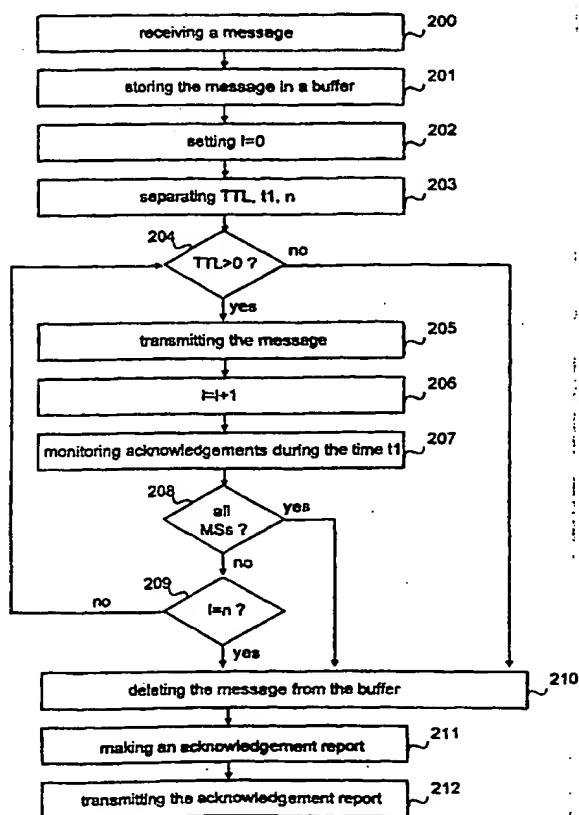 receiving a message 200
storing the message in a buffer 201
setting I=0 202
separating TTL, t1, n 203
204
TTL>0 ? no
yes
transmitting the message 205
I=I+1 206
monitoring acknowledgements during the time t1 207
208
all MSs ? yes
no
209
no I=n ?
yes
deleting the message from the buffer 210
making an acknowledgement report 211
transmitting the acknowledgement report 212